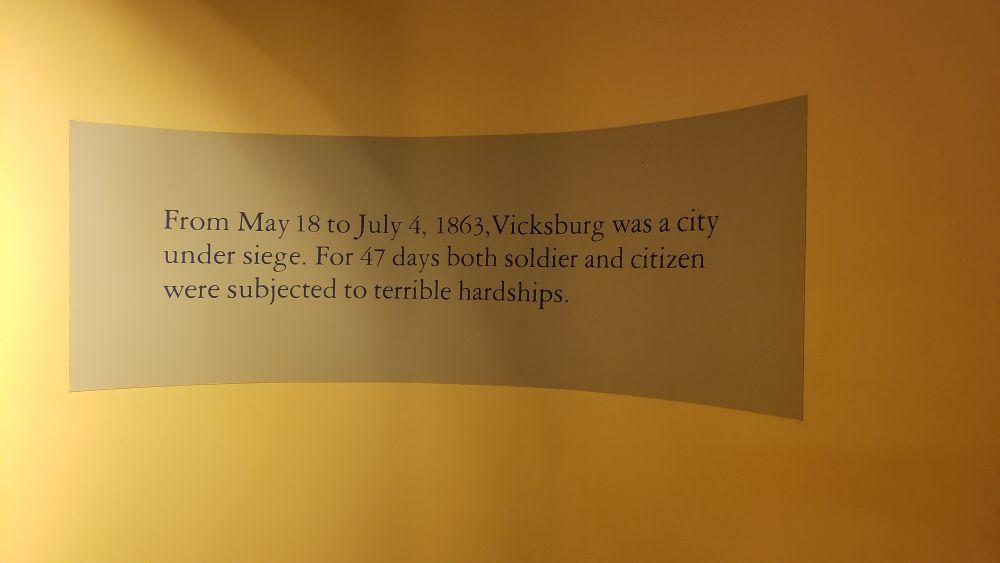 From May 18 to July 4, 1863, Vicksburg was a city
under siege. For 47 days both soldier and citizen
were subjected to terrible hardships.